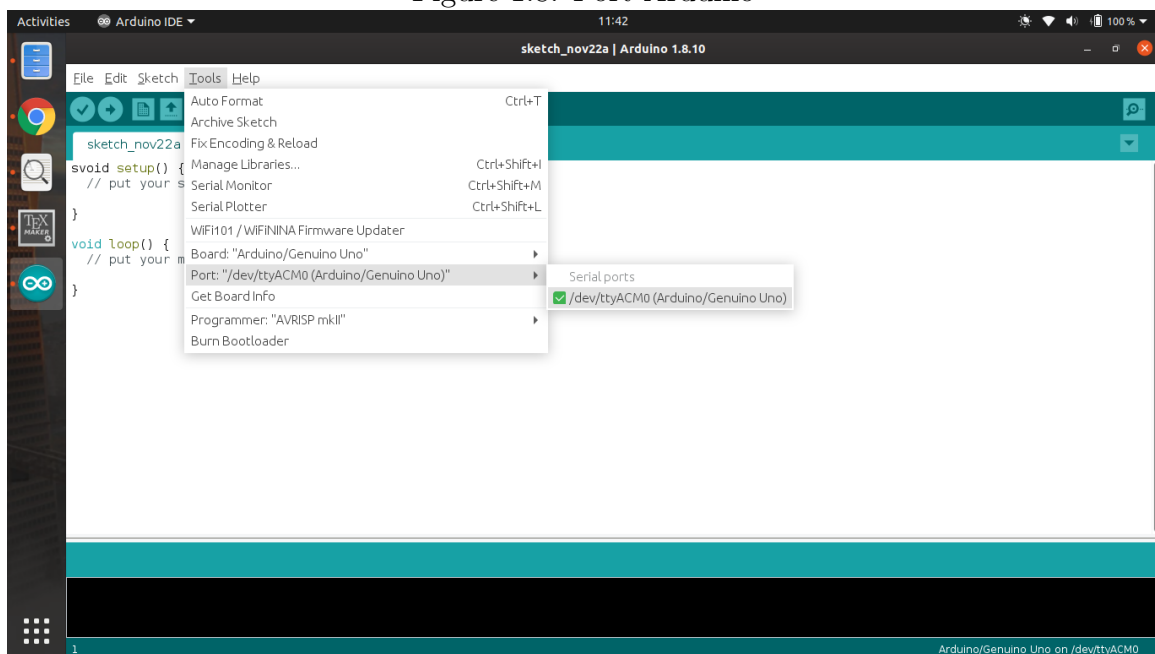 Activities Arduino IDE 11:42 100 %
sketch_nov22a | Arduino 1.8.10
File Edit Sketch Tools Help
sketch_nov22a
svoid setup() {
// put your s
}
void loop() {
// put your m
}
Auto Format Ctrl+T
Archive Sketch
Fix Encoding & Reload
Manage Libraries... Ctrl+Shift+I
Serial Monitor Ctrl+Shift+M
Serial Plotter Ctrl+Shift+L
WiFi101 / WiFiNINA Firmware Updater
Board: "Arduino/Genuino Uno"
Port: "/dev/ttyACM0 (Arduino/Genuino Uno)"
Get Board Info
Programmer: "AVRISP mkII"
Burn Bootloader
Serial ports
/dev/ttyACM0 (Arduino/Genuino Uno)
TEX
MAKER
1 Arduino/Genuino Uno on /dev/ttyACM0